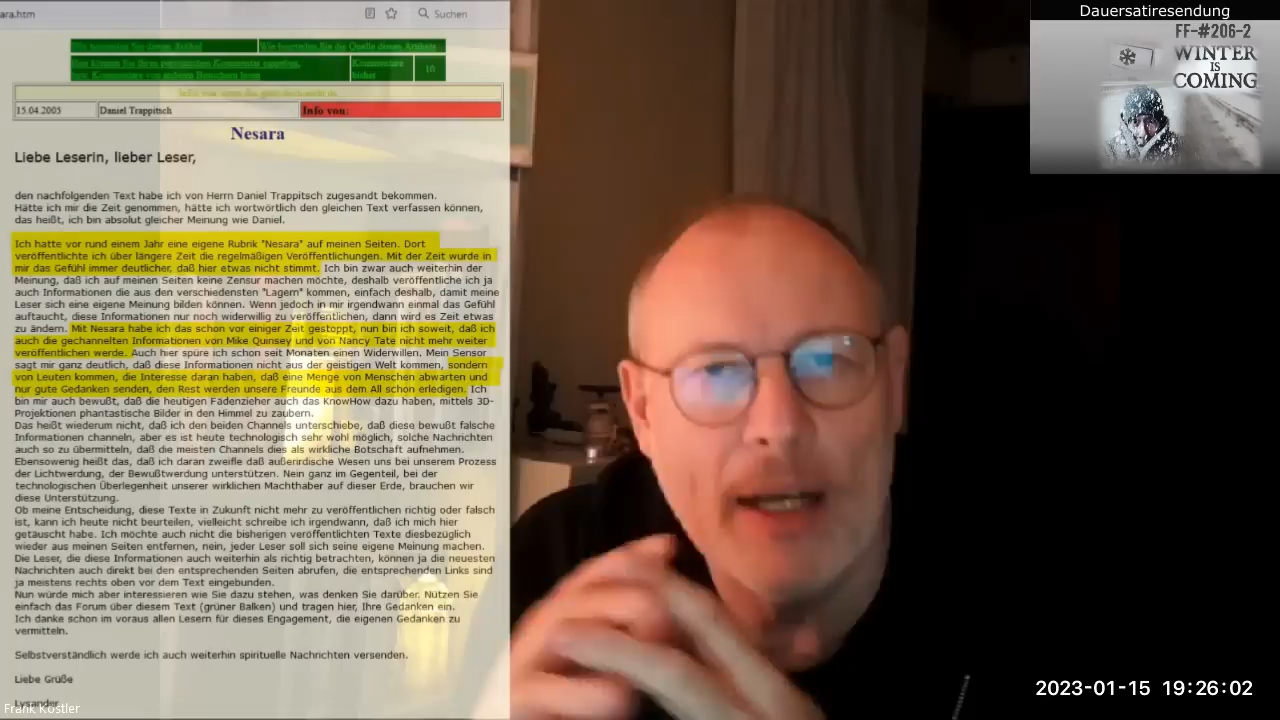 ara.htm
Suchen
15.04.2005 Daniel Trappitsch Info von:
Nesara
Liebe Leserin, lieber Leser,
den nachfolgenden Text habe ich von Herrn Daniel Trappitsch zugesandt bekommen.
Hätte ich mir die Zeit genommen, hätte ich wortwörtlich den gleichen Text verfassen können,
das heißt, ich bin absolut gleicher Meinung wie Daniel.
Ich hatte vor rund einem Jahr eine eigene Rubrik "Nesara" auf meinen Seiten. Dort
veröffentlichte ich über längere Zeit die regelmäßigen Veröffentlichungen. Mit der Zeit wurde in
mir das Gefühl immer deutlicher, daß hier etwas nicht stimmt. Ich bin zwar auch weiterhin der
Meinung, daß ich auf meinen Seiten keine Zensur machen möchte, deshalb veröffentliche ich ja
auch Informationen die aus den verschiedensten "Lagern" kommen, einfach deshalb, damit meine
Leser sich eine eigene Meinung bilden können. Wenn jedoch in mir irgendwann einmal das Gefühl
auftaucht, diese Informationen nur noch widerwillig zu veröffentlichen, dann wird es Zeit etwas
zu ändern. Mit Nesara habe ich das schon vor einiger Zeit gestoppt, nun bin ich soweit, daß ich
auch die gechannelten Informationen von Mike Quinsey und von Nancy Tate nicht mehr weiter
veröffentlichen werde. Auch hier spüre ich schon seit Monaten einen Widerwillen. Mein Sensor
sagt mir ganz deutlich, daß diese Informationen nicht aus der geistigen Welt kommen, sondern
von Leuten kommen, die Interesse daran haben, daß eine Menge von Menschen abwarten und
nur gute Gedanken senden, den Rest werden unsere Freunde aus dem All schon erledigen. Ich
bin mir auch bewußt, daß die heutigen Fädenzieher auch das KnowHow dazu haben, mittels 3D-
Projektionen phantastische Bilder in den Himmel zu zaubern.
Das heißt wiederum nicht, daß ich den beiden Channels unterschiebe, daß diese bewußt falsche
Informationen channeln, aber es ist heute technologisch sehr wohl möglich, solche Nachrichten
auch so zu übermitteln, daß die meisten Channels dies als wirkliche Botschaft aufnehmen.
Ebensowenig heißt das, daß ich daran zweifle daß außerirdische Wesen uns bei unserem Prozess
der Lichtwerdung, der Bewußtwerdung unterstützen. Nein ganz im Gegenteil, bei der
technologischen Überlegenheit unserer wirklichen Machthaber auf dieser Erde, brauchen wir
diese Unterstützung.
Ob meine Entscheidung, diese Texte in Zukunft nicht mehr zu veröffentlichen richtig oder falsch
ist, kann ich heute nicht beurteilen, vielleicht schreibe ich irgendwann, daß ich mich hier
getäuscht habe. Ich möchte auch nicht die bisherigen veröffentlichten Texte diesbezüglich
wieder aus meinen Seiten entfernen, nein, jeder Leser soll sich seine eigene Meinung machen.
Die Leser, die diese Informationen auch weiterhin als richtig betrachten, können ja die neuesten
Nachrichten auch direkt bei den entsprechenden Seiten abrufen, die entsprechenden Links sind
ja meistens rechts oben vor dem Text eingebunden.
Nun würde mich aber interessieren wie Sie dazu stehen, was denken Sie darüber. Nützen Sie
einfach das Forum über diesem Text (grüner Balken) und tragen hier, Ihre Gedanken ein.
Ich danke schon im voraus allen Lesern für dieses Engagement, die eigenen Gedanken zu
vermitteln.
Selbstverständlich werde ich auch weiterhin spirituelle Nachrichten versenden.
Liebe Grüße
Lysander
Frank Köstler
Dauersatiresendung
FF-#206-2
WINTER
IS
COMING
2023-01-15 19:26:02